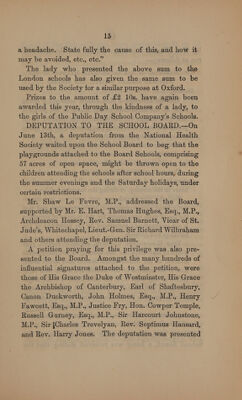 15
a headache. State fully the cause of this, and how it
may be avoided, etc., etc."
The lady who presented the above sum to the
London schools has also given the same sum to be
used by the Society for a similar purpose at Oxford.
Prizes to the amount of £2 10s. have again been
awarded this year, through the kindness of a lady, to
the girls of the Public Day School Company's Schools.
DEPUTATION TO THE SCHOOL BOARD.—On
June 13th, a deputation from the National Health
Society waited upon the School Board to beg that the
playgrounds attached to the Board Schools, comprising
57 acres of open space, might be thrown open to the
children attending the schools after school hours, during
the summer evenings and the Saturday holidays, under
certain restrictions.
Mr. Shaw Le Fevre, M.P., addressed the Board,
supported by Mr. E. Hart, Thomas Hughes, Esq., M.P.,
Archdeacon Hessey, Rev. Samuel Barnett, Vicar of St.
Jude's, Whitechapel, Lieut.-Gen. Sir Richard Wilbraham
and others attending the deputation.
A petition praying for this privilege was also pre-
sented to the Board. Amongst the many hundreds of
influential signatures attached to the petition, were
those of His Grace the Duke of Westminster, His Grace
the Archbishop of Canterbury, Earl of Shaftesbury,
Canon Duckworth, John Holmes, Esq., M.P., Henry
Fawcett, Esq., M.P., Justice Fry, Hon. Cowper Temple,
Russell Gurney, Esq., M.P., Sir Harcourt Johnstone,
M.P., Sir Charles Trevelyan, Rev. Septimus Hansard,
and Rev. Harry Jones. The deputation was presented